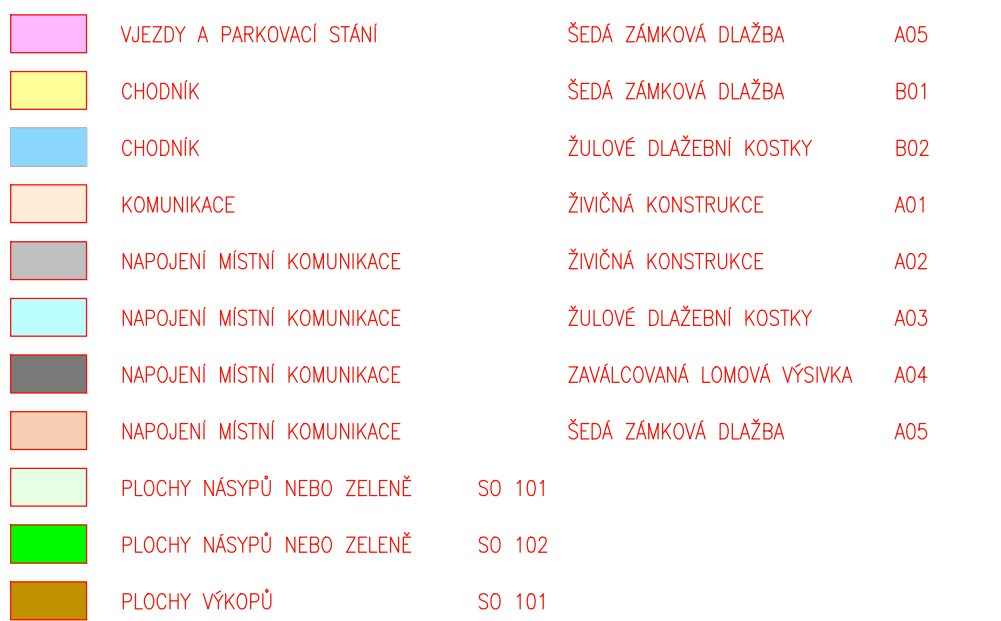 VJEZDY A PARKOVACÍ STÁNÍ ŠEDÁ ZÁMKOVÁ DLAŽBA A05
CHODNÍK ŠEDÁ ZÁMKOVÁ DLAŽBA B01
CHODNÍK ŽULOVÉ DLAŽEBNÍ KOSTKY B02
KOMUNIKACE ŽIVIČNÁ KONSTRUKCE A01
NAPOJENÍ MÍSTNÍ KOMUNIKACE ŽIVIČNÁ KONSTRUKCE A02
NAPOJENÍ MÍSTNÍ KOMUNIKACE ŽULOVÉ DLAŽEBNÍ KOSTKY A03
NAPOJENÍ MÍSTNÍ KOMUNIKACE ZAVÁLCOVANÁ LOMOVÁ VÝSIVKA A04
NAPOJENÍ MÍSTNÍ KOMUNIKACE ŠEDÁ ZÁMKOVÁ DLAŽBA A05
PLOCHY NÁSYPŮ NEBO ZELENĚ SO 101
PLOCHY NÁSYPŮ NEBO ZELENĚ SO 102
PLOCHY VÝKOPŮ SO 101